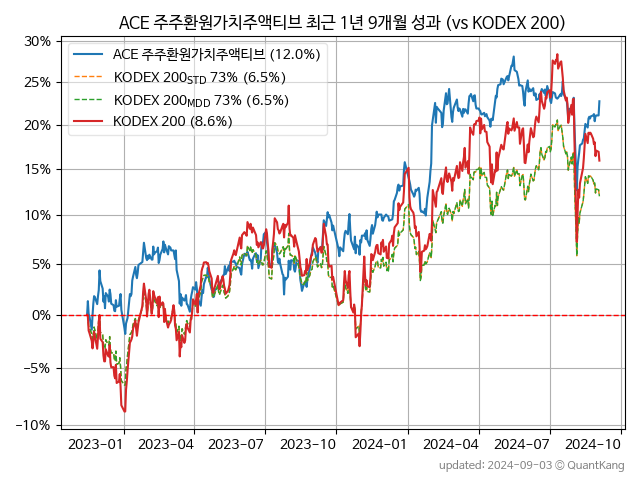 ACE 주주환원가치주액티브 최근 1년 9개월 성과 (vs KODEX 200)
30%
25%
20%
15%
10%
5%
0%
−5%
−10%
ACE 주주환원가치주액티브 (12.0%)
KODEX 200STD 73% (6.5%)
KODEX 200MDD 73% (6.5%)
KODEX 200 (8.6%)
2023−01 2023−04 2023−07 2023−10 2024−01 2024−04 2024−07 2024−10
updated: 2024-09-03 © QuantKang